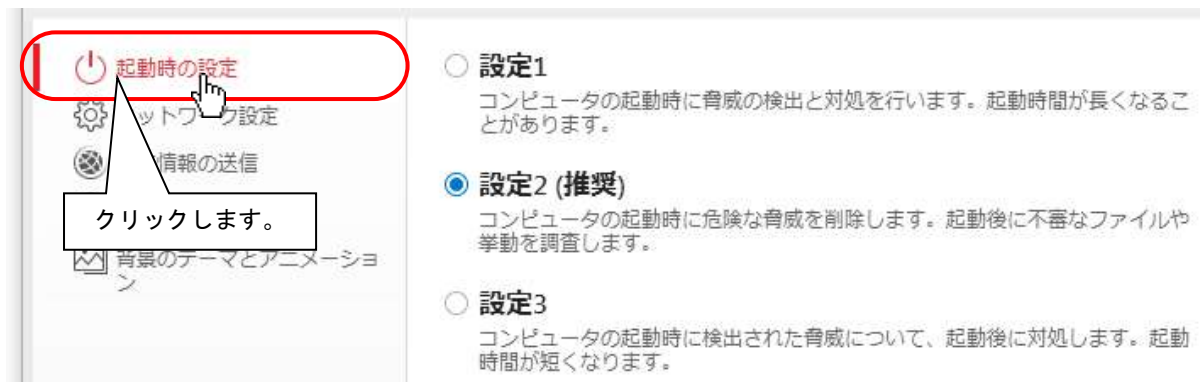 起動時の設定
ットワーク設定
情報の送信
クリックします。
背景のテーマとアニメーショ
ン
設定1
コンピュータの起動時に脅威の検出と対処を行います。起動時間が長くなるこ
とがあります。
設定2 (推奨)
コンピュータの起動時に危険な脅威を削除します。起動後に不審なファイルや
挙動を調査します。
設定3
コンピュータの起動時に検出された脅威について、起動後に対処します。起動
時間が短くなります。